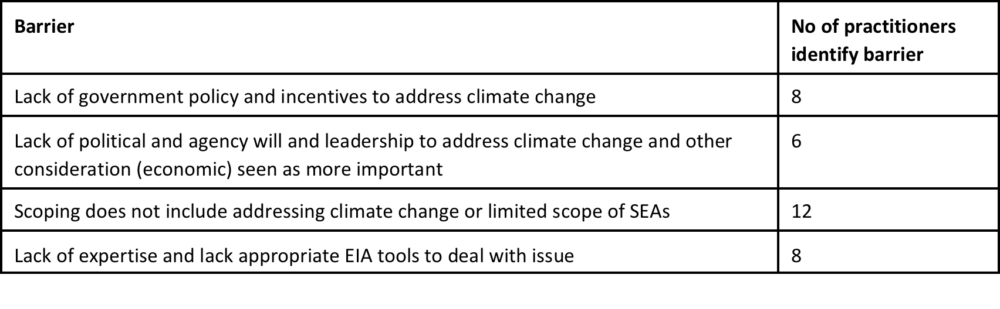 Barrier
No of practitioners
identify barrier
Lack of government policy and incentives to address climate change
8
Lack of political and agency will and leadership to address climate change and other
consideration (economic) seen as more important
6
Scoping does not include addressing climate change or limited scope of SEAs
12
Lack of expertise and lack appropriate EIA tools to deal with issue
8